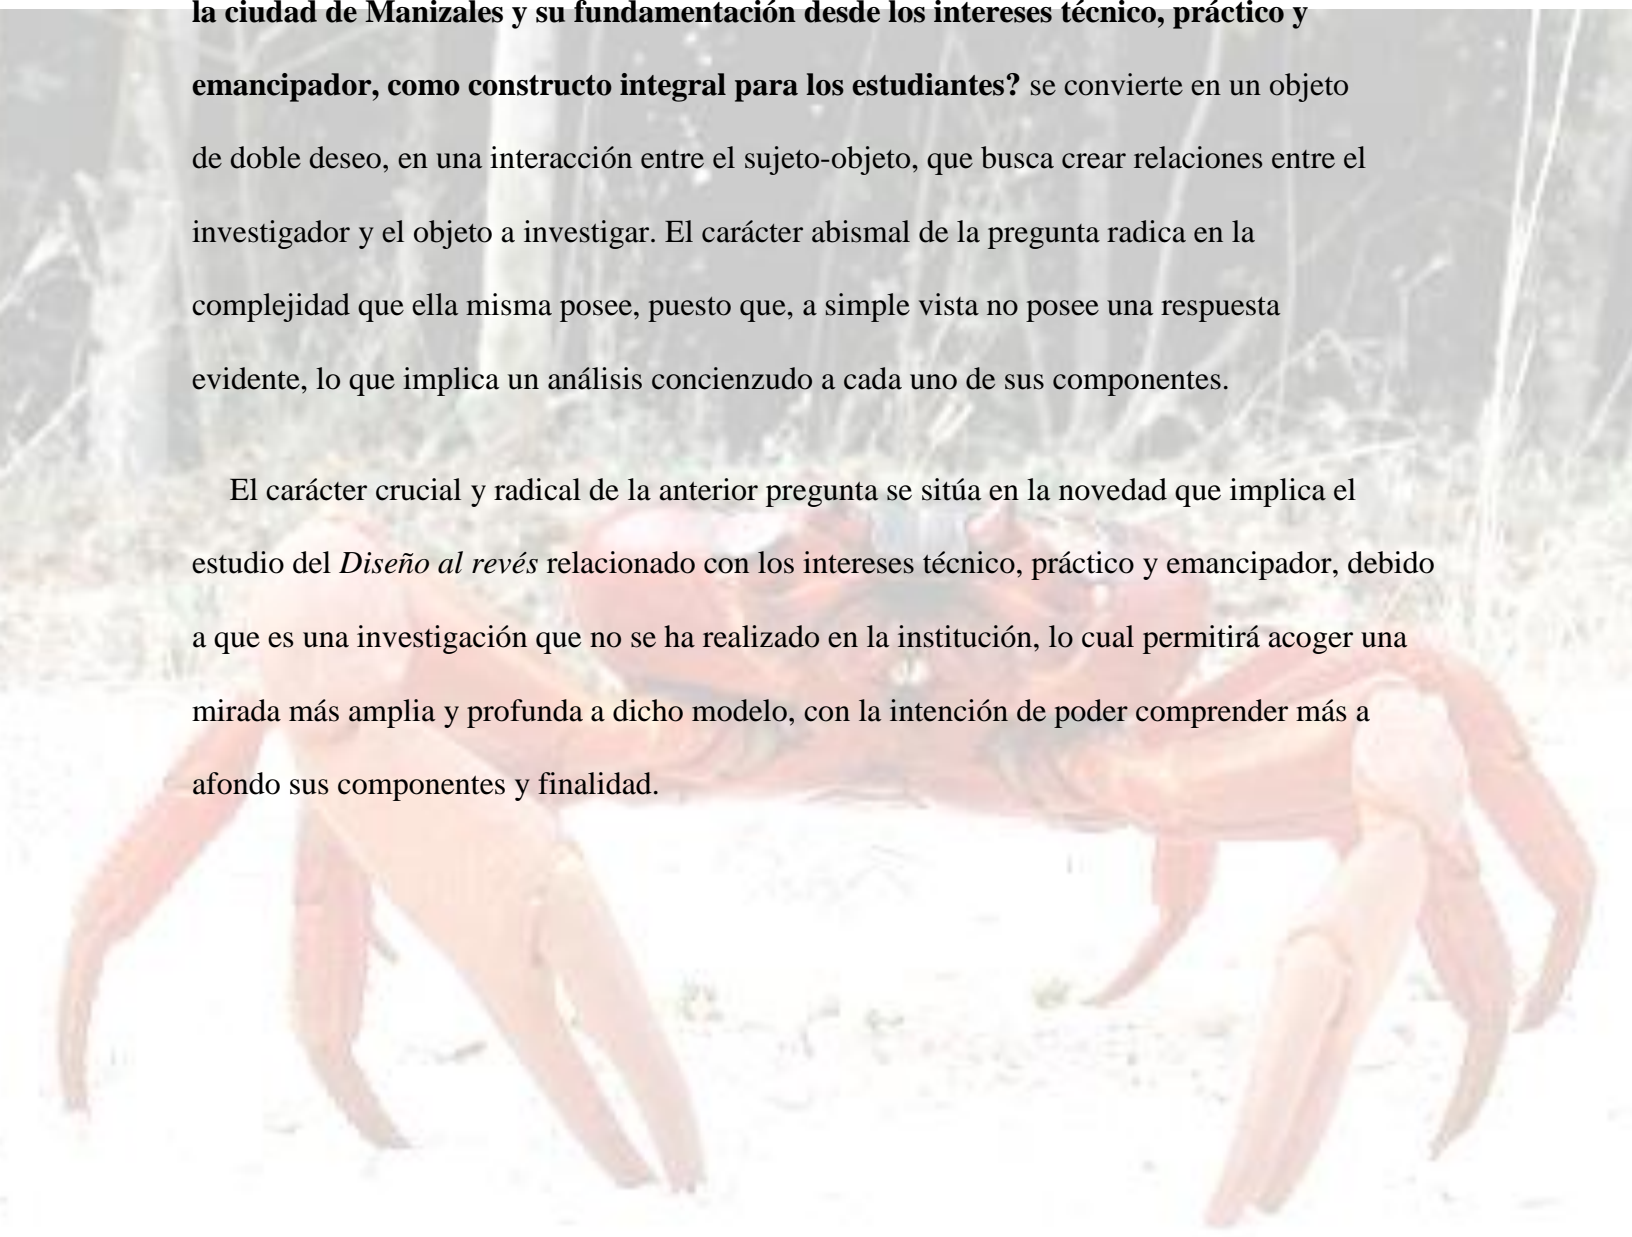 la ciudad de Manizales y su fundamentación desde los intereses técnico, práctico y
emancipador, como constructo integral para los estudiantes? se convierte en un objeto
de doble deseo, en una interacción entre el sujeto-objeto, que busca crear relaciones entre el
investigador y el objeto a investigar. El carácter abismal de la pregunta radica en la
complejidad que ella misma posee, puesto que, a simple vista no posee una respuesta
evidente, lo que implica un análisis concienzudo a cada uno de sus componentes.
El carácter crucial y radical de la anterior pregunta se sitúa en la novedad que implica el
estudio del Diseño al revés relacionado con los intereses técnico, práctico y emancipador, debido
a que es una investigación que no se ha realizado en la institución, lo cual permitirá acoger una
mirada más amplia y profunda a dicho modelo, con la intención de poder comprender más a
afondo sus componentes y finalidad.